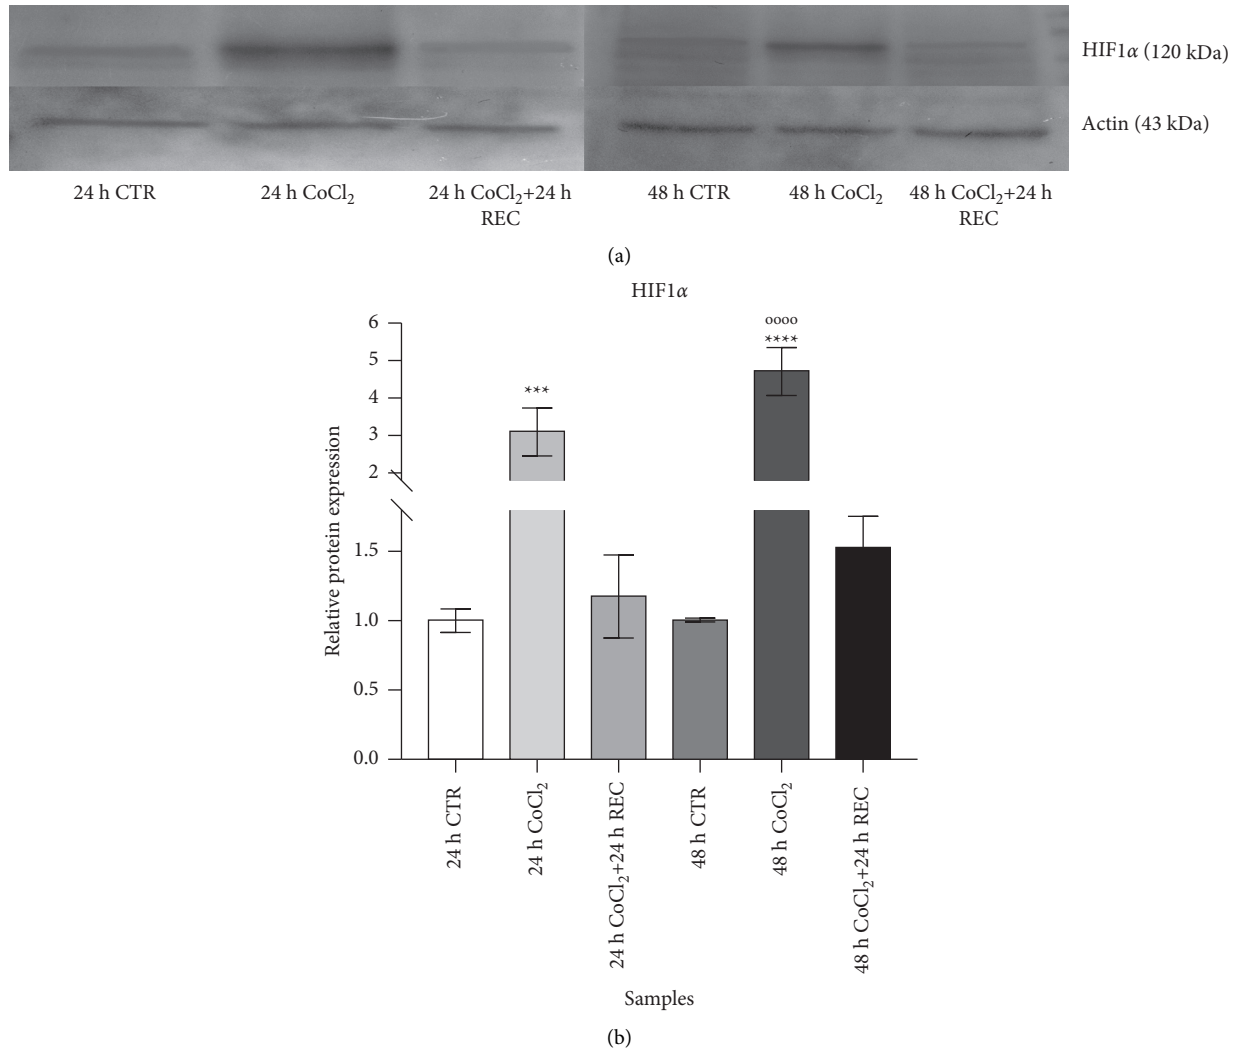 HIF1α (120 kDa)
Actin (43 kDa)
24 h CTR
24 h CoCl₂
24 h CoCl₂+24 h
REC
48 h CTR
48 h CoCl₂
48 h CoCl₂+24 h
REC
(a)
HIF1α
Relative protein expression
6
5
4
3
2
1.5
1.0
0.5
0.0
***
oooo
****
24 h CTR
24 h CoCl₂
24 h CoCl₂+24 h REC
48 h CTR
48 h CoCl₂
48 h CoCl₂+24 h REC
Samples
(b)